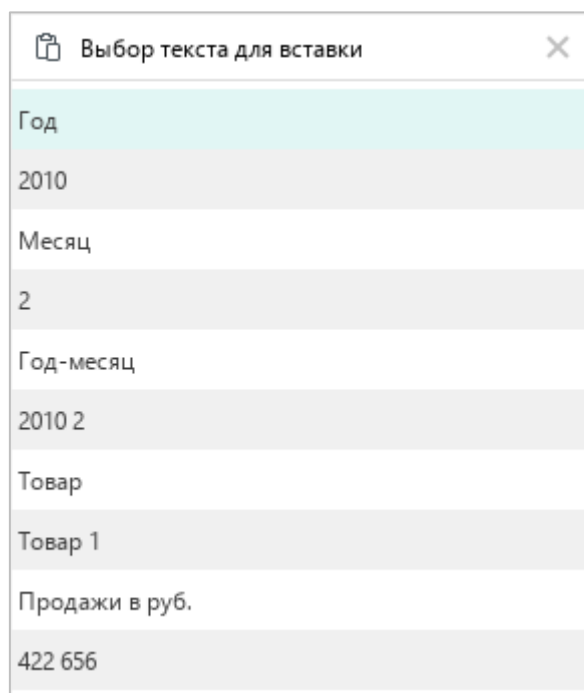 Выбор текста для вставки
Год
2010
Месяц
2
Год-месяц
2010 2
Товар
Товар 1
Продажи в руб.
422 656